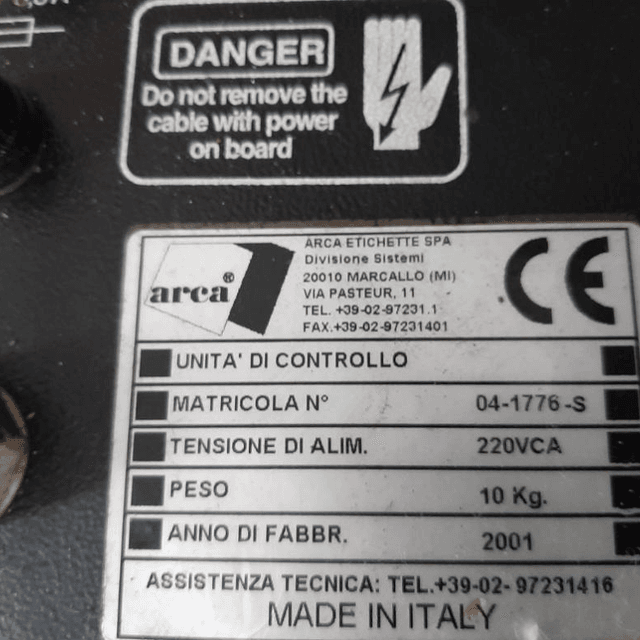 DANGER
Do not remove the
cable with power
on board
arca®
ARCA ETICHETTE SPA
Divisione Sistemi
20010 MARCALLO (MI)
VIA PASTEUR, 11
TEL. +39-02-97231.1
FAX.+39-02-97231401
CE
UNITA' DI CONTROLLO
MATRICOLA N° 04-1776-S
TENSIONE DI ALIM. 220VCA
PESO 10 Kg.
ANNO DI FABBR. 2001
ASSISTENZA TECNICA: TEL.+39-02- 97231416
MADE IN ITALY